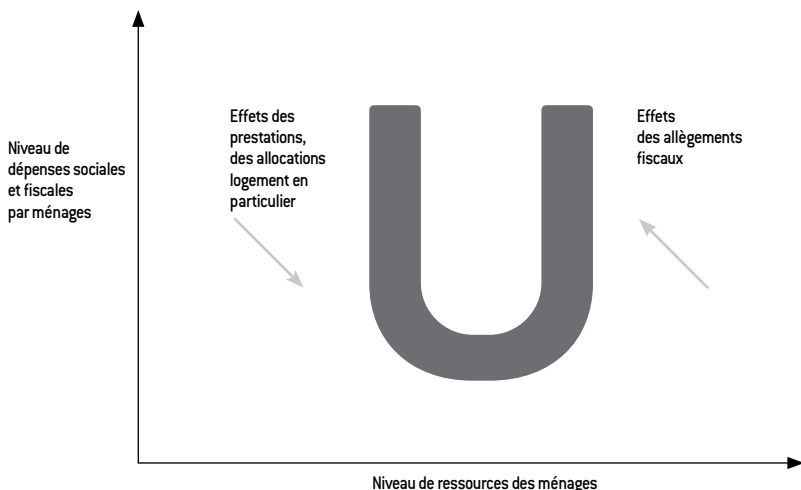 Niveau de
dépenses sociales
et fiscales
par ménages
Effets des
prestations,
des allocations
logement en
particulier
U
Effets
des allègements
fiscaux
Niveau de ressources des ménages